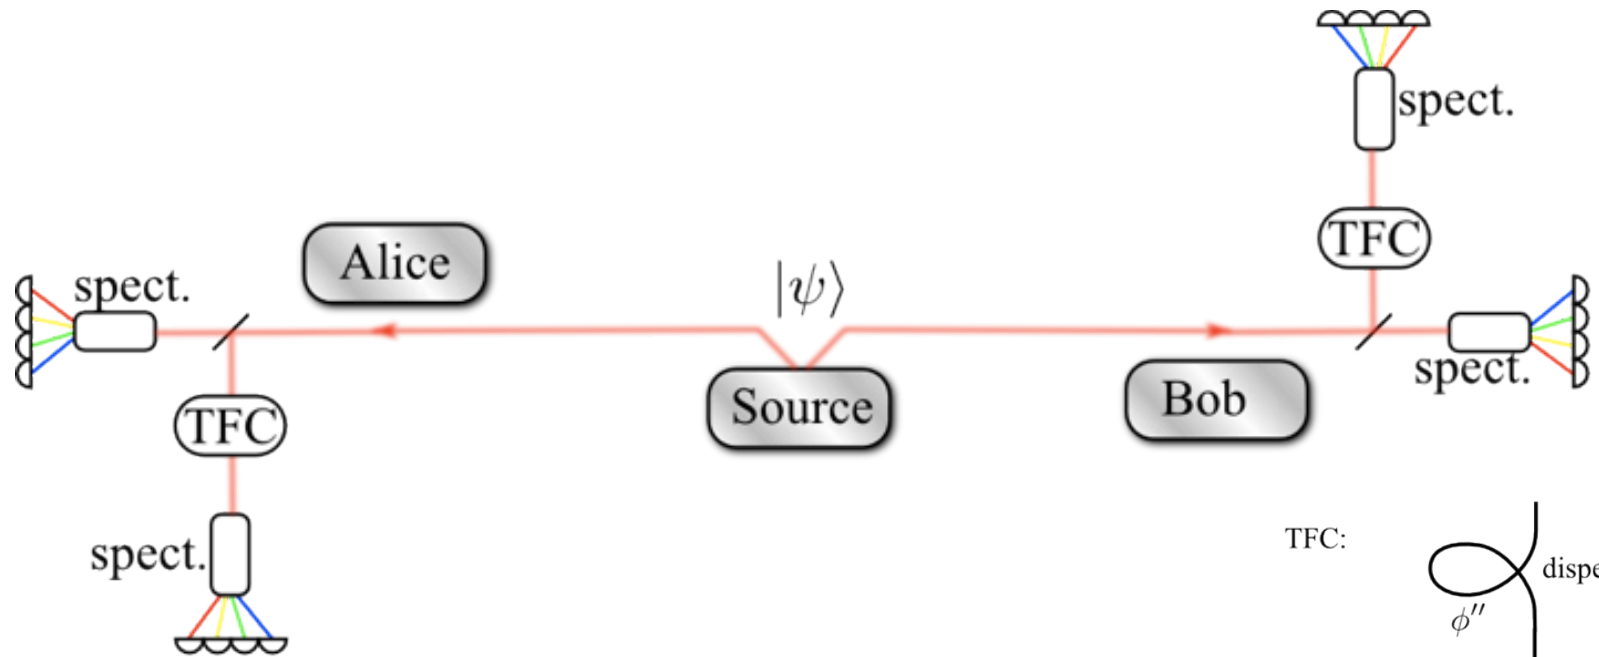 spect.
TFC
Alice
spect.
|ψ⟩
TFC
Source
Bob
spect.
spect.
TFC:
ϕ″